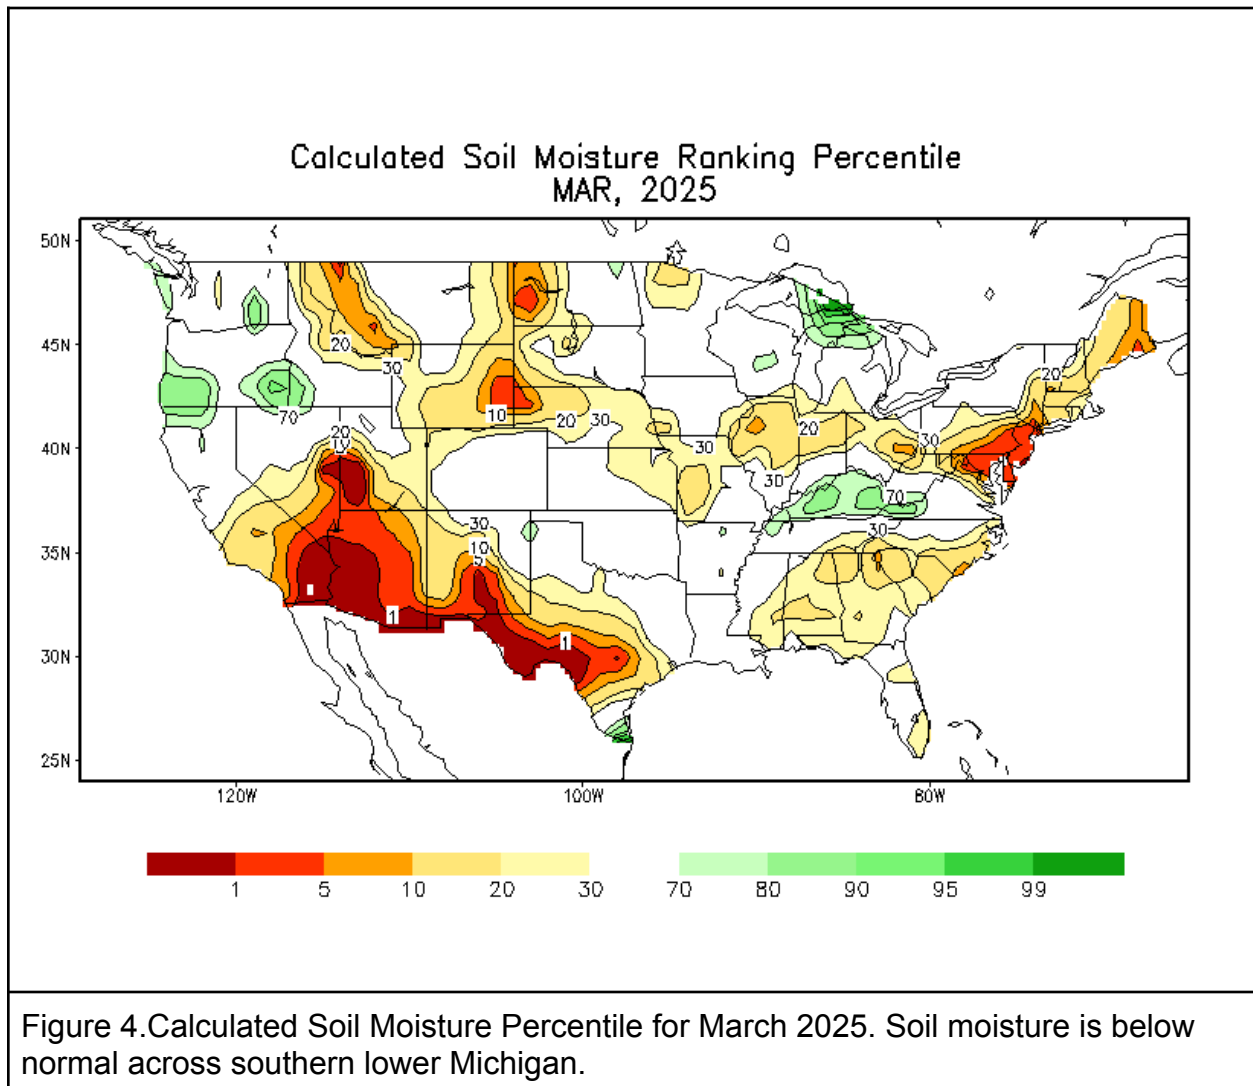 Calculated Soil Moisture Ranking Percentile
MAR, 2025
50N
45N
40N
35N
30N
25N
120W
100W
80W
20
30
70
10
20
30
30
20
30
30
20
70
30
20
10
30
10
5
1
1
1 5 10 20 30 70 80 90 95 99
Figure 4.Calculated Soil Moisture Percentile for March 2025. Soil moisture is below
normal across southern lower Michigan.